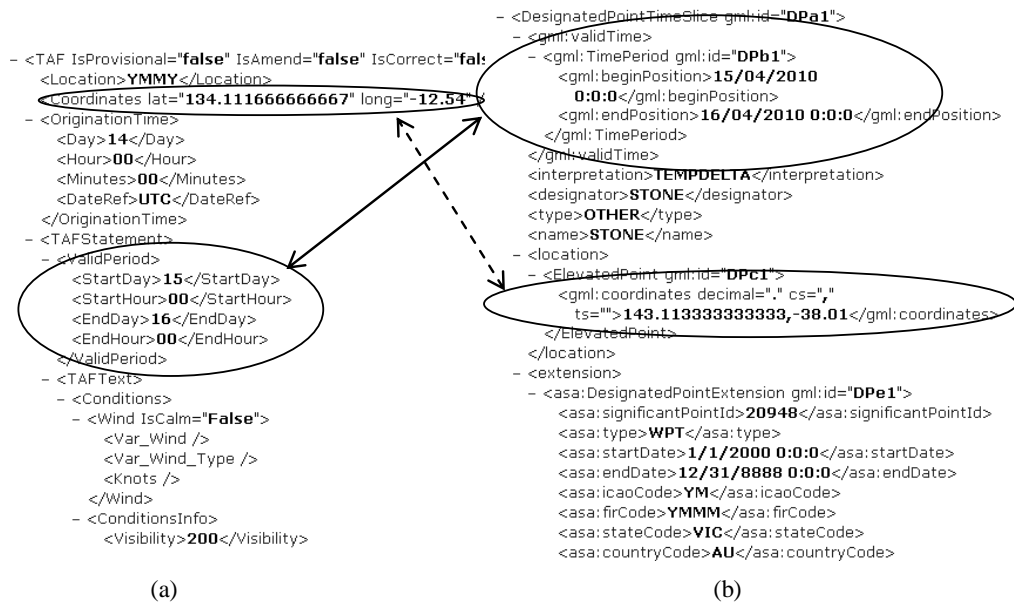 - <TAF IsProvisional="false" IsAmend="false" IsCorrect="fals
<Location>YMMY</Location>
<Coordinates lat="134.111666666667" long="-12.54" /
- <OriginationTime>
<Day>14</Day>
<Hour>00</Hour>
<Minutes>00</Minutes>
<DateRef>UTC</DateRef>
</OriginationTime>
- <TAFStatement>
- <ValidPeriod>
<StartDay>15</StartDay>
<StartHour>00</StartHour>
<EndDay>16</EndDay>
<EndHour>00</EndHour>
</ValidPeriod>
- <TAFText>
- <Conditions>
- <Wind IsCalm="False">
<Var_Wind />
<Var_Wind_Type />
<Knots />
</Wind>
- <ConditionsInfo>
<Visibility>200</Visibility>
(a)
- <DesignatedPointTimeSlice gml:id="DPa1">
- <gml:validTime>
- <gml:TimePeriod gml:id="DPb1">
<gml:beginPosition>15/04/2010
0:0:0</gml:beginPosition>
<gml:endPosition>16/04/2010 0:0:0</gml:endPosition>
</gml:TimePeriod>
</gml:validTime>
<interpretation>TEMPDELTA</interpretation>
<designator>STONE</designator>
<type>OTHER</type>
<name>STONE</name>
- <location>
- <ElevatedPoint gml:id="DPc1">
<gml:coordinates decimal="." cs=","
ts="">143.113333333333,-38.01</gml:coordinates>
</ElevatedPoint>
</location>
- <extension>
- <asa:DesignatedPointExtension gml:id="DPe1">
<asa:significantPointId>20948</asa:significantPointId>
<asa:type>WPT</asa:type>
<asa:startDate>1/1/2000 0:0:0</asa:startDate>
<asa:endDate>12/31/8888 0:0:0</asa:endDate>
<asa:icaoCode>YM</asa:icaoCode>
<asa:firCode>YMMM</asa:firCode>
<asa:stateCode>VIC</asa:stateCode>
<asa:countryCode>AU</asa:countryCode>
(b)